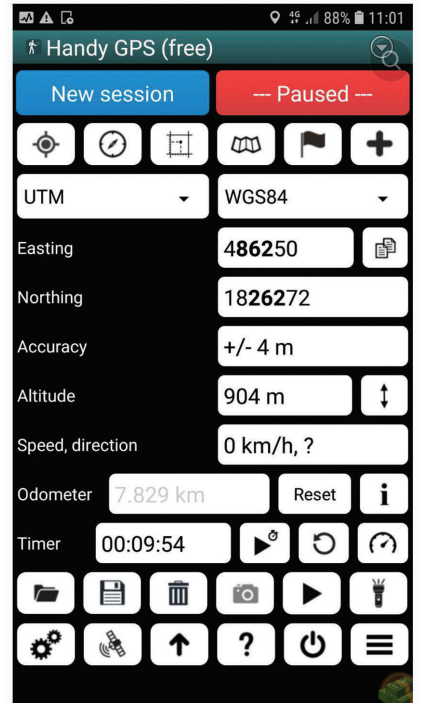 4G 88% 11:01
Handy GPS (free)
New session --- Paused ---
UTM WGS84
Easting 486250
Northing 1826272
Accuracy +/- 4 m
Altitude 904 m
Speed, direction 0 km/h, ?
Odometer 7.829 km Reset i
Timer 00:09:54
?